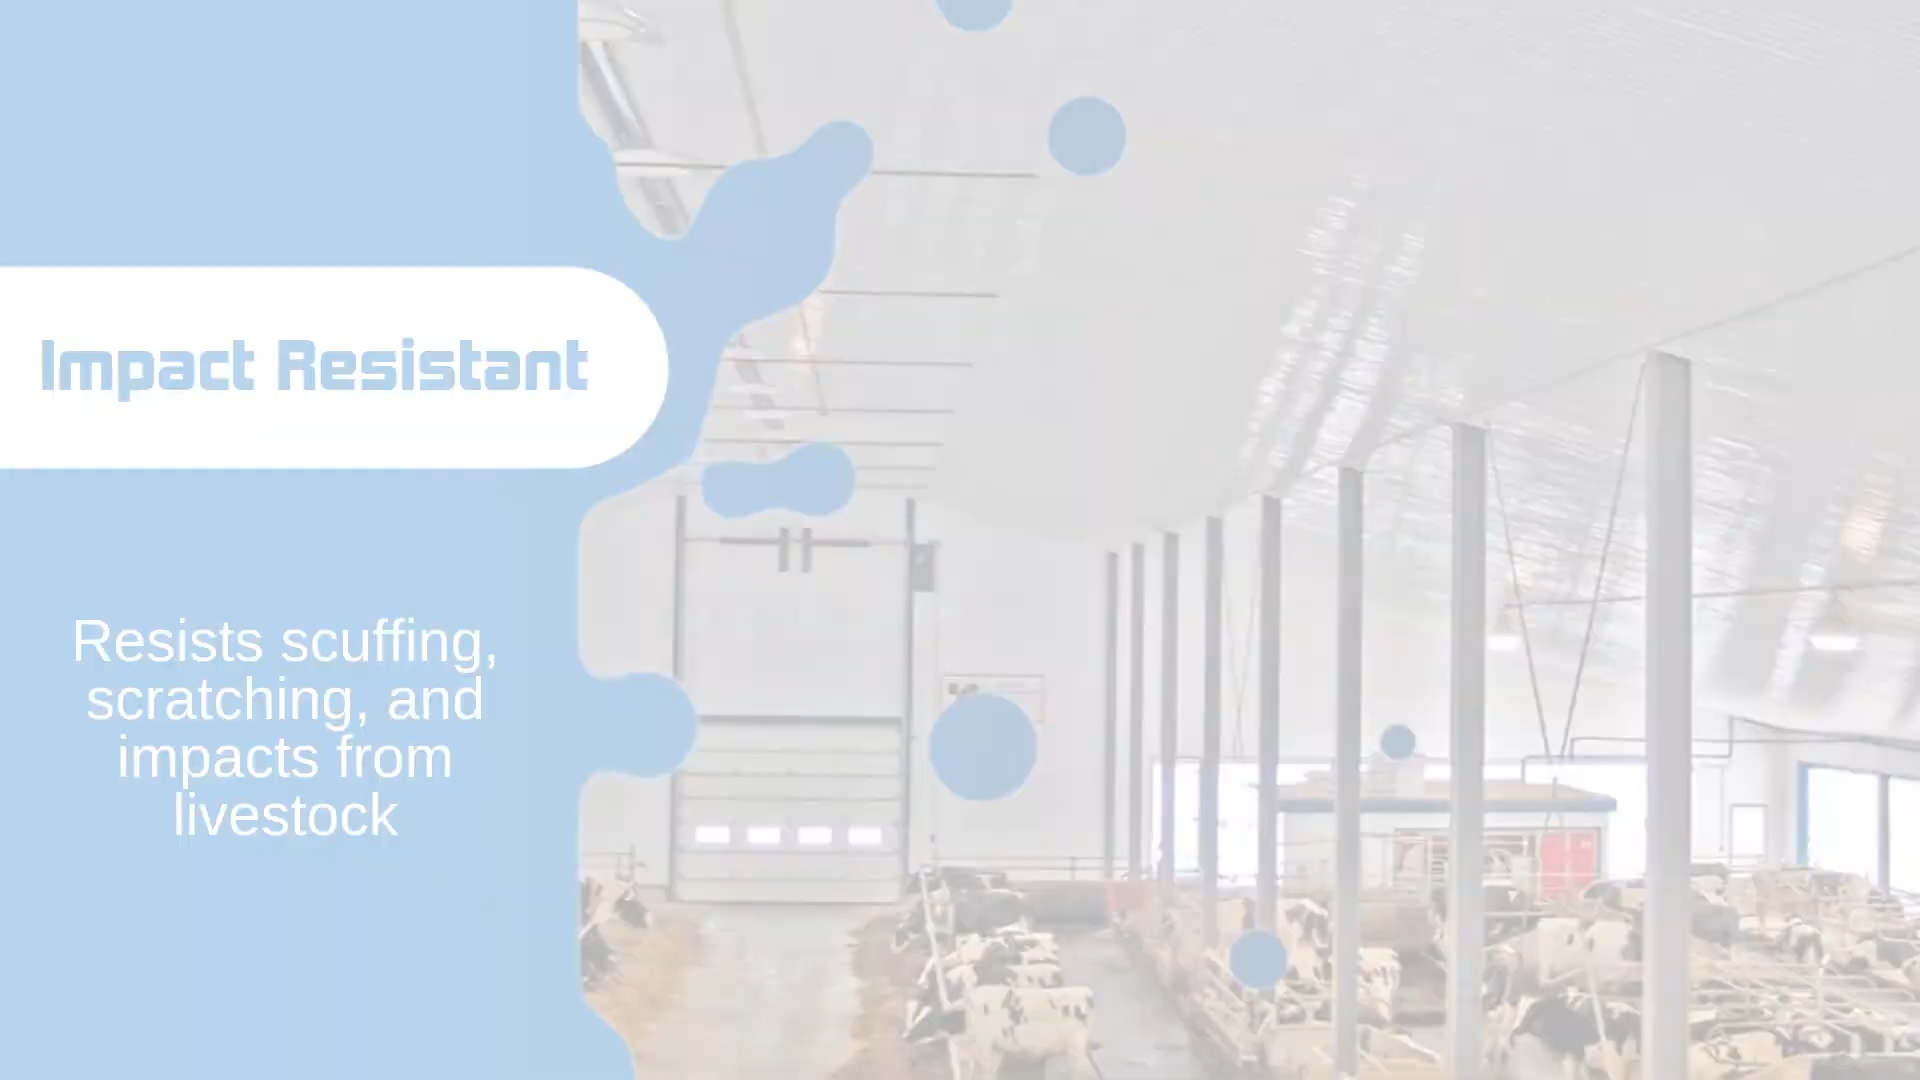 Impact Resistant
Resists scuffing,
scratching, and
impacts from
livestock